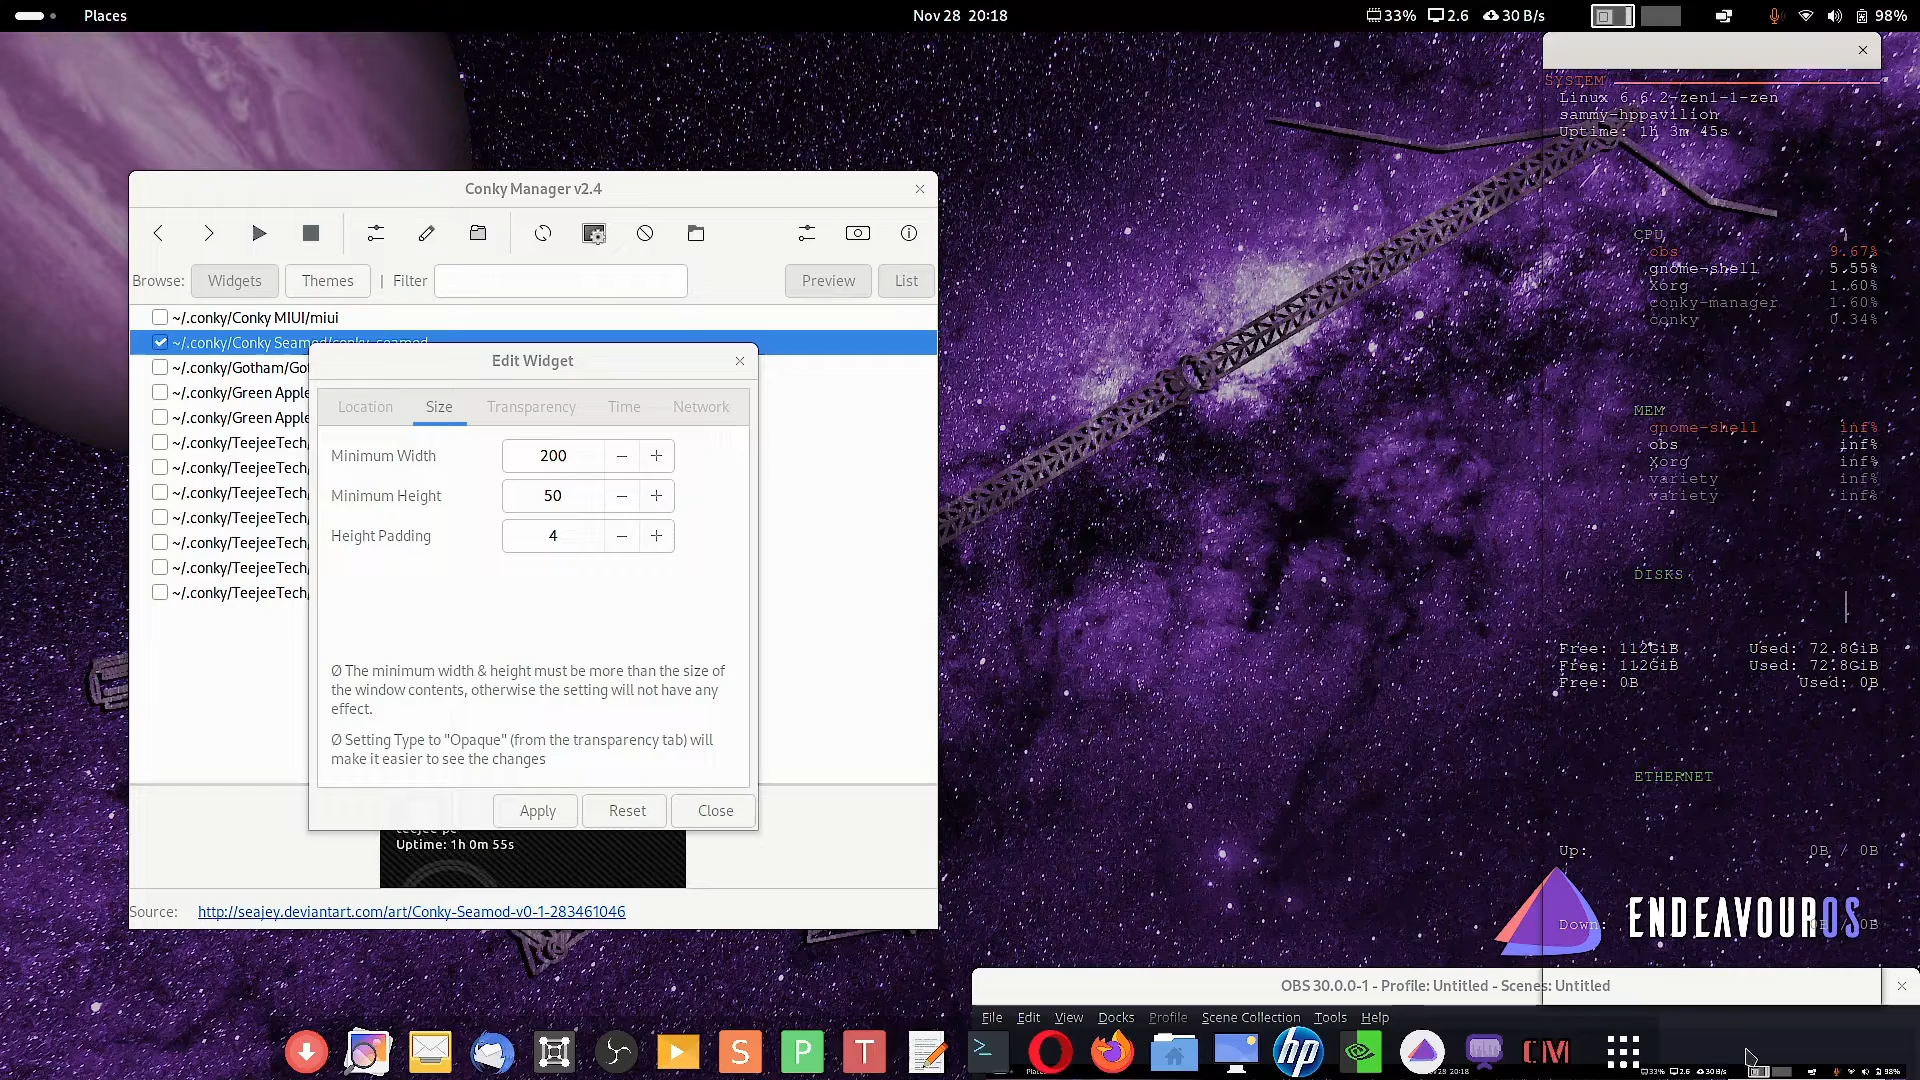 Places
Nov 28 20:18
33% 2.6 30 B/s
98%
SYSTEM
Linux 6.6.2-zen1-1-zen
sammy-hppavilion
Uptime: 1h 3m 45s
CPU
obs 9.67%
gnome-shell 5.55%
Xorg 1.60%
conky-manager 1.60%
conky 0.34%
MEM
gnome-shell inf%
obs inf%
Xorg inf%
variety inf%
variety inf%
DISKS
Free: 112GiB Used: 72.8GiB
Free: 112GiB Used: 72.8GiB
Free: 0B Used: 0B
ETHERNET
Up: 0B / 0B
Down: 0B / 0B
ENDEAVOUROS
Conky Manager v2.4
Browse: Widgets Themes | Filter Preview List
~/.conky/Conky MIUI/miui
~/.conky/Conky Seamod/conky_seamod
~/.conky/Gotham/Got
~/.conky/Green Apple
~/.conky/Green Apple
~/.conky/TeejeeTech/
~/.conky/TeejeeTech/
~/.conky/TeejeeTech/
~/.conky/TeejeeTech/
~/.conky/TeejeeTech/
~/.conky/TeejeeTech/
~/.conky/TeejeeTech/
Edit Widget
Location Size Transparency Time Network
Minimum Width 200
Minimum Height 50
Height Padding 4
Ø The minimum width & height must be more than the size of
the window contents, otherwise the setting will not have any
effect.
Ø Setting Type to "Opaque" (from the transparency tab) will
make it easier to see the changes
Apply Reset Close
Uptime: 1h 0m 55s
Source: http://seajey.deviantart.com/art/Conky-Seamod-v0-1-283461046
OBS 30.0.0-1 - Profile: Untitled - Scenes: Untitled
File Edit View Docks Profile Scene Collection Tools Help
S P T hp CM